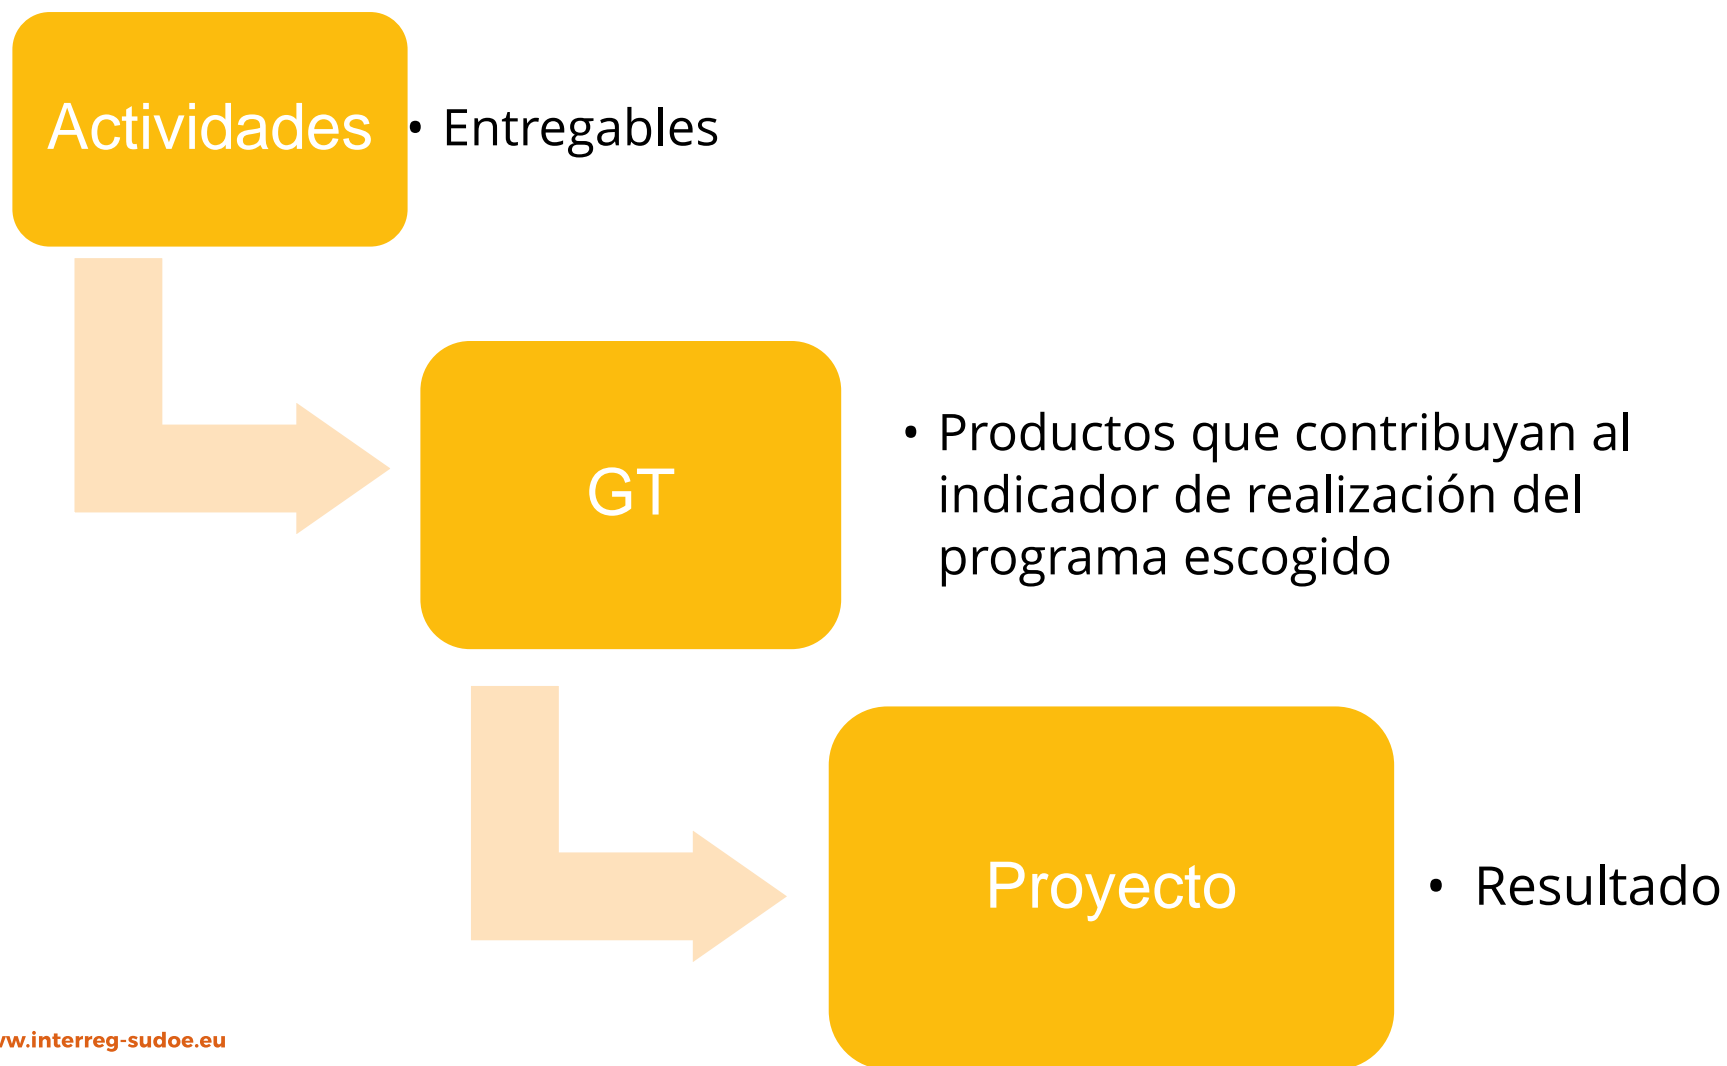 Actividades
• Entregables
GT
• Productos que contribuyan al
indicador de realización del
programa escogido
Proyecto
• Resultado
w.interreg-sudoe.eu